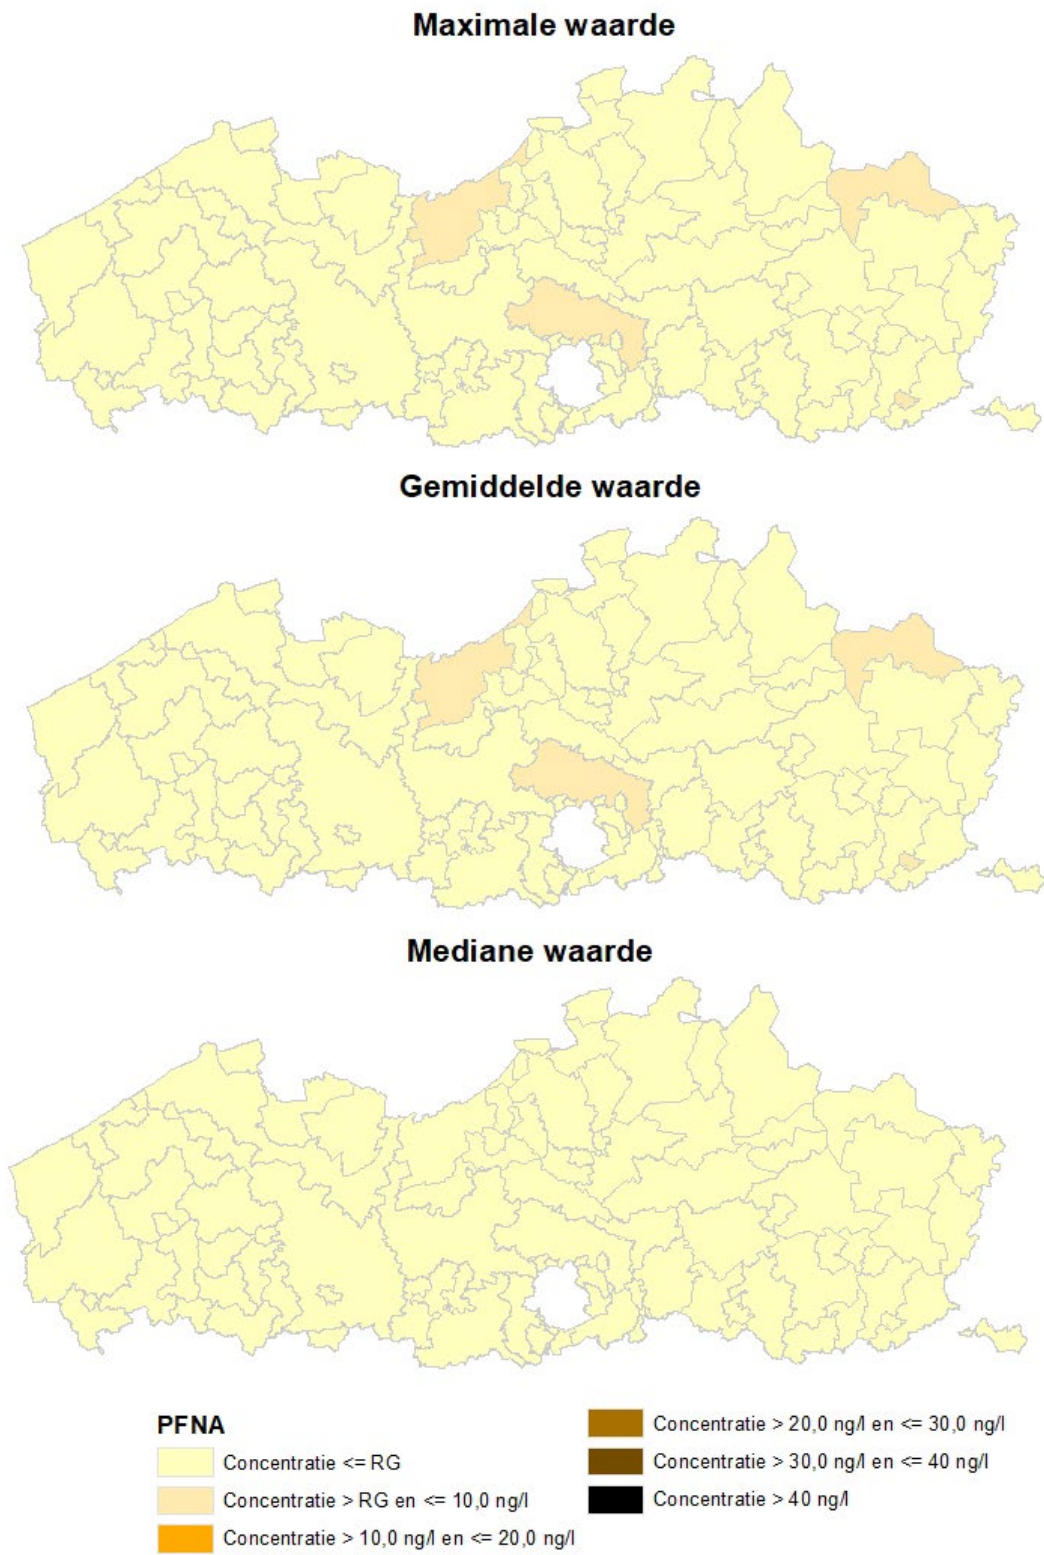 Maximale waarde
Gemiddelde waarde
Mediane waarde
PFNA
Concentratie <= RG
Concentratie > RG en <= 10,0 ng/l
Concentratie > 10,0 ng/l en <= 20,0 ng/l
Concentratie > 20,0 ng/l en <= 30,0 ng/l
Concentratie > 30,0 ng/l en <= 40 ng/l
Concentratie > 40 ng/l